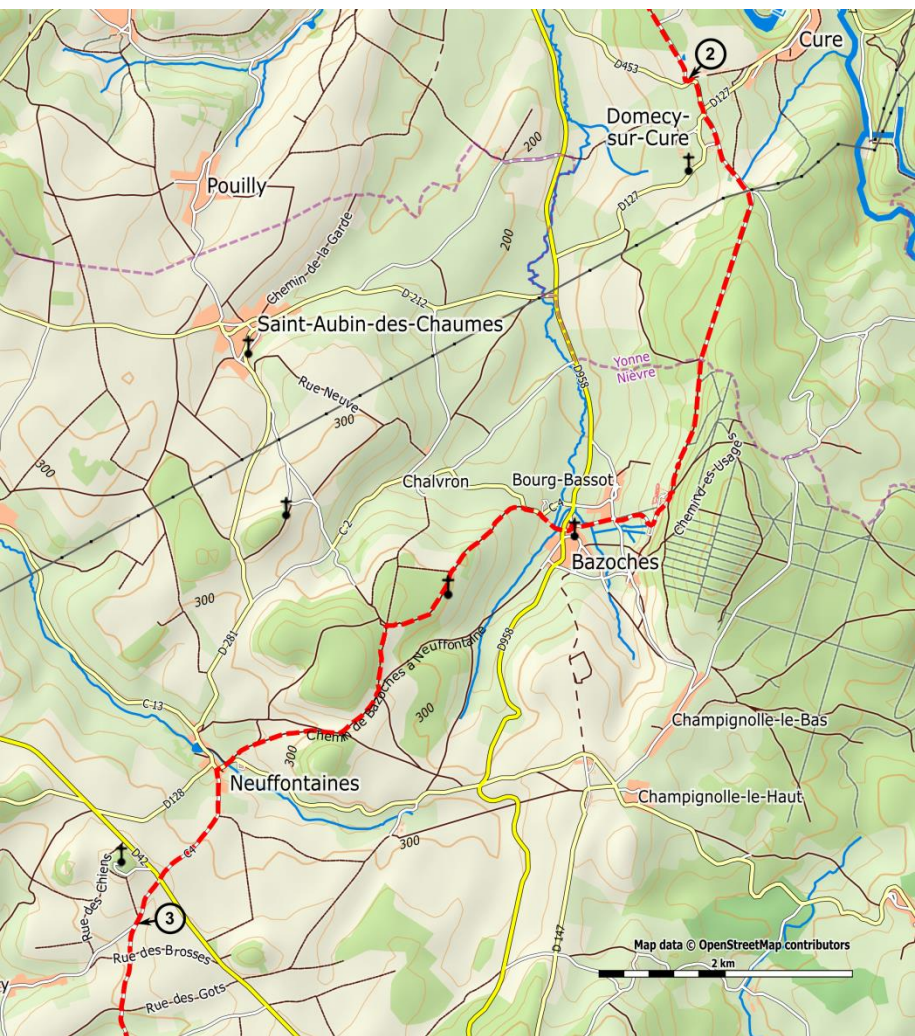 Cure
2
D453
D127
Domecy-
sur-Cure
200
Pouilly
D127
Chemin-de-la-Garde
200
D 212
Saint-Aubin-des-Chaumes
Yonne
Nièvre
D958
Rue-Neuve
300
300
Chemin-des-Usages
Chalvron
Bourg-Bassot
C 2
Bazoches
300
D-281
D958
Chemin de Bazoches à Neuffontaine
300
C-13
300
Champignolle-le-Bas
Neuffontaines
Champignolle-le-Haut
D128
300
D42
C4
Rue-des-Chiens
3
D 147
Map data © OpenStreetMap contributors
2 km
Rue-des-Brosses
y
Rue-des-Gots